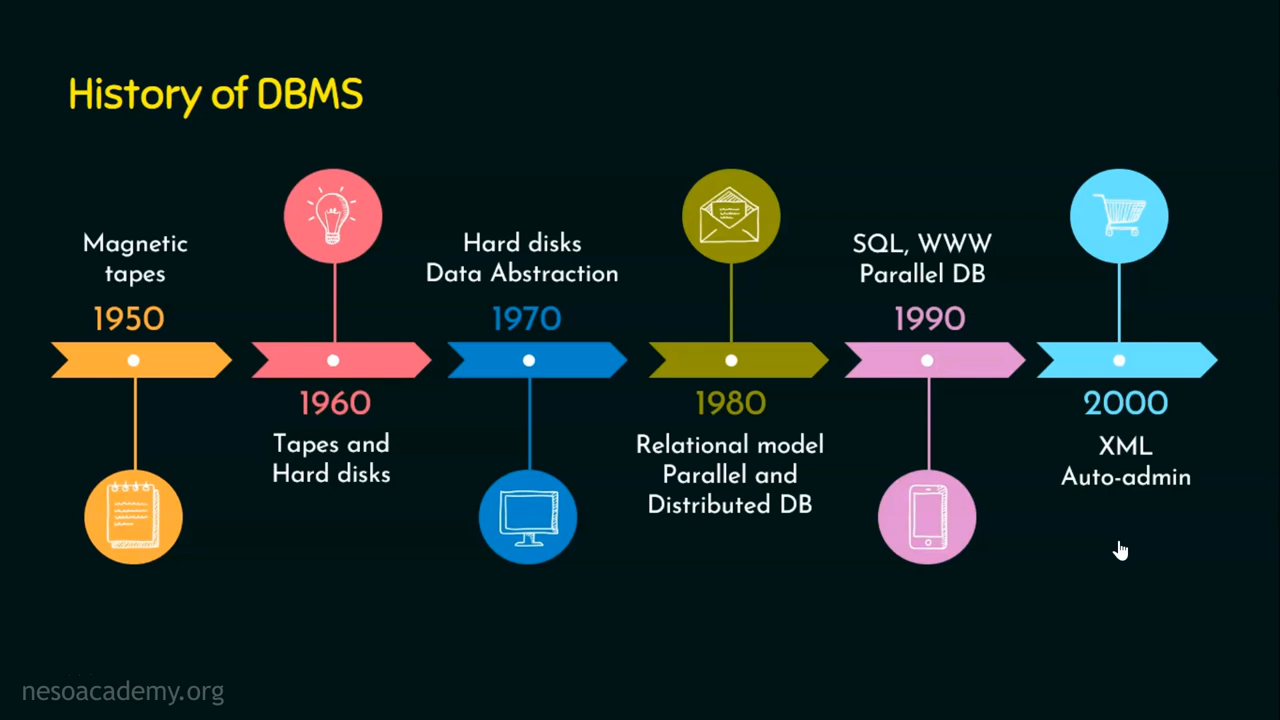 History of DBMS
Magnetic
tapes
1950
1960
Tapes and
Hard disks
Hard disks
Data Abstraction
1970
1980
Relational model
Parallel and
Distributed DB
SQL, WWW
Parallel DB
1990
2000
XML
Auto-admin
nesoacademy.org